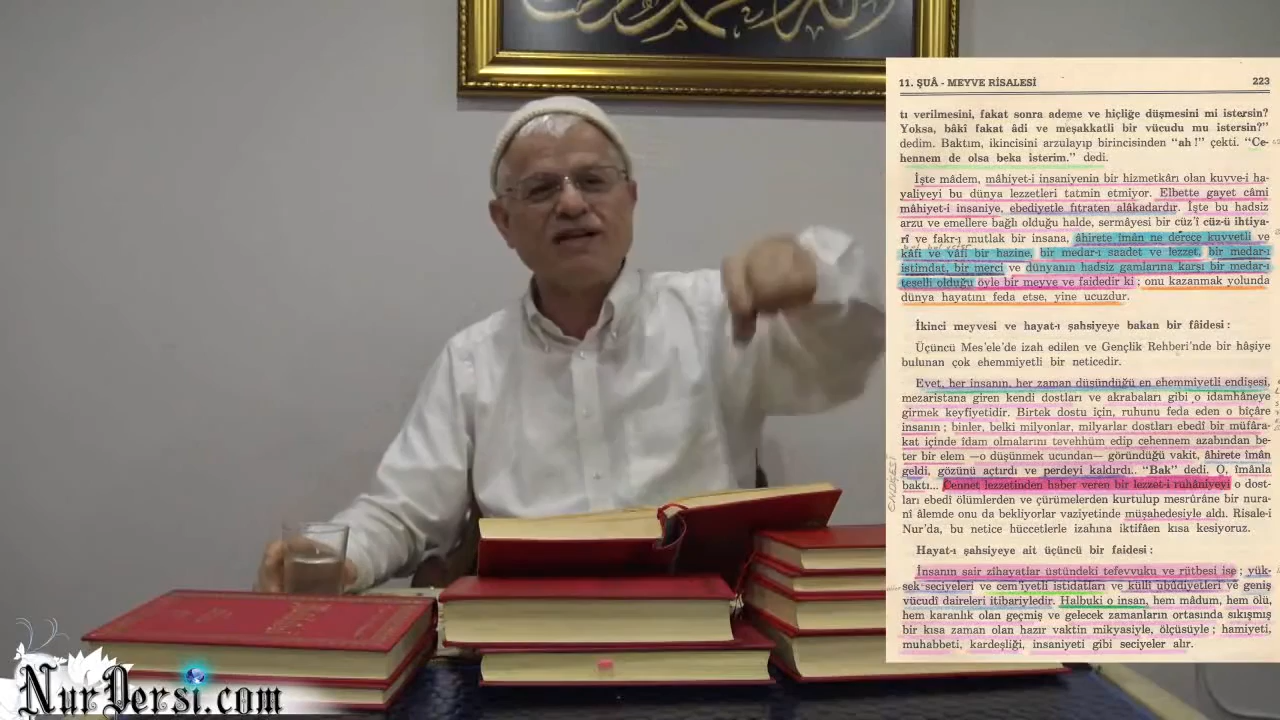 11. ŞUÂ - MEYVE RİSALESİ 223
tı verilmesini, fakat sonra ademe ve hiçliğe düşmesini mi istersin?
Yoksa, bâki fakat âdi ve meşakkatli bir vücudu mu istersin?"
dedim. Baktım, ikincisini arzulayıp birincisinden "ah!" çekti. "Ce-
hennem de olsa beka isterim." dedi.
İşte mâdem, mâhiyet-i insaniyenin bir hizmetkârı olan kuvve-i ha-
yaliyeyi bu dünya lezzetleri tatmin etmiyor. Elbette gayet câmi
mâhiyet-i insaniye, ebediyetle fıtraten alâkadardır. İşte bu hadsiz
arzu ve emellere bağlı olduğu halde, sermâyesi bir cüz'î cüz-ü ihtiya-
rî ve fakr-ı mutlak bir insana, âhirete îmân ne derece kuvvetli ve
kâfi ve vâfi bir hazine, bir medar-ı saadet ve lezzet, bir medar-ı
istimdat, bir merci ve dünyanın hadsiz gamlarına karşı bir medar-ı
teselli olduğu öyle bir meyve ve faidedir ki; onu kazanmak yolunda
dünya hayatını feda etse, yine ucuzdur.
İkinci meyvesi ve hayat-ı şahsiyeye bakan bir fâidesi:
Üçüncü Mes'ele'de izah edilen ve Gençlik Rehberi'nde bir hâşiye
bulunan çok ehemmiyetli bir neticedir.
Evet, her insanın, her zaman düşündüğü en ehemmiyetli endişesi,
mezaristana giren kendi dostları ve akrabaları gibi o idamhâneye
girmek keyfiyetidir. Birtek dostu için, ruhunu feda eden o bîçâre
insanın; binler, belki milyonlar, milyarlar dostları ebedî bir müfâra-
kat içinde îdam olmalarını tevehhüm edip cehennem azabından be-
ter bir elem —o düşünmek ucundan— göründüğü vakit, âhirete îmân
geldi, gözünü açtırdı ve perdeyi kaldırdı.. "Bak" dedi. O, îmânla
baktı... Cennet lezzetinden haber veren bir lezzet-i ruhâniyeyi o dost-
ları ebedî ölümlerden ve çürümelerden kurtulup mesrûrâne bir nura-
nî âlemde onu da bekliyorlar vaziyetinde müşahedesiyle aldı. Risale-i
Nur'da, bu netice hüccetlerle izahına iktifâen kısa kesiyoruz.
Hayat-ı şahsiyeye ait üçüncü bir faidesi:
İnsanın sair zîhayatlar üstündeki tefevvuku ve rütbesi ise; yük-
sek seciyeleri ve cem'iyetli istidatları ve küllî ubûdiyetleri ve geniş
vücudî daireleri itibariyledir. Halbuki o insan, hem mâdum, hem ölü,
hem karanlık olan geçmiş ve gelecek zamanların ortasında sıkışmış
bir kısa zaman olan hazır vaktin mikyasiyle, ölçüsüyle; hamiyeti,
muhabbeti, kardeşliği, insaniyeti gibi seciyeler alır.
ENDİŞESİ
NurDersi.com